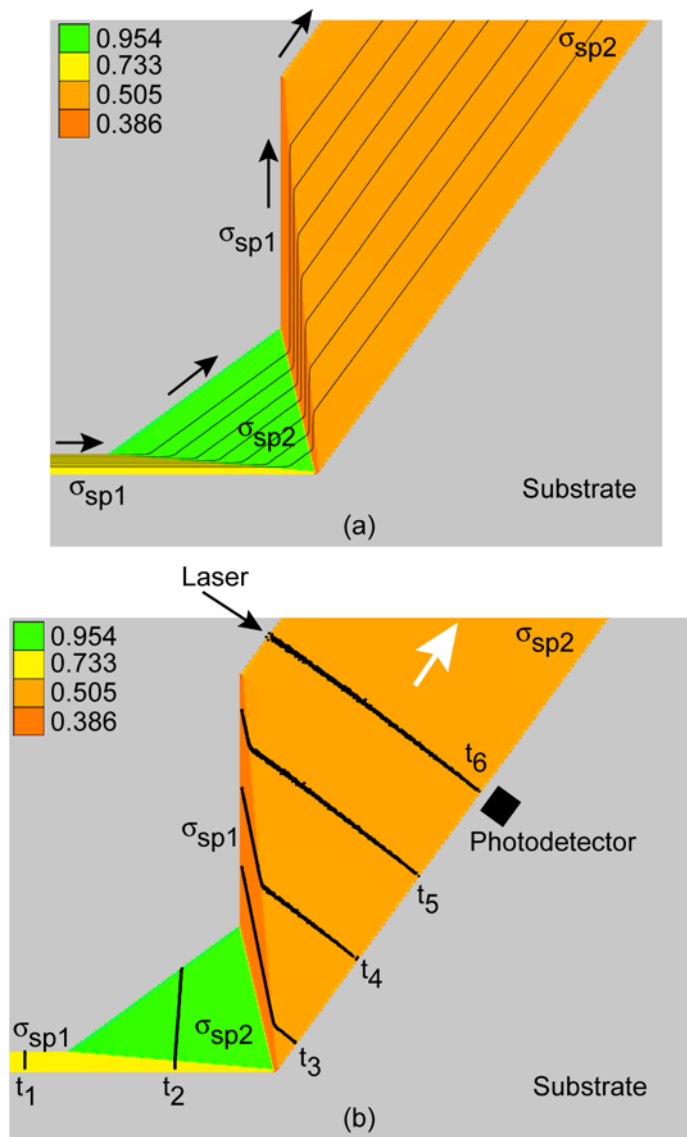 0.954
0.733
0.505
0.386
σsp2
σsp1
σsp2
σsp1
Substrate
(a)
Laser
0.954
0.733
0.505
0.386
σsp2
t6
Photodetector
σsp1
t5
t4
σsp1
σsp2
t3
t1
t2
Substrate
(b)